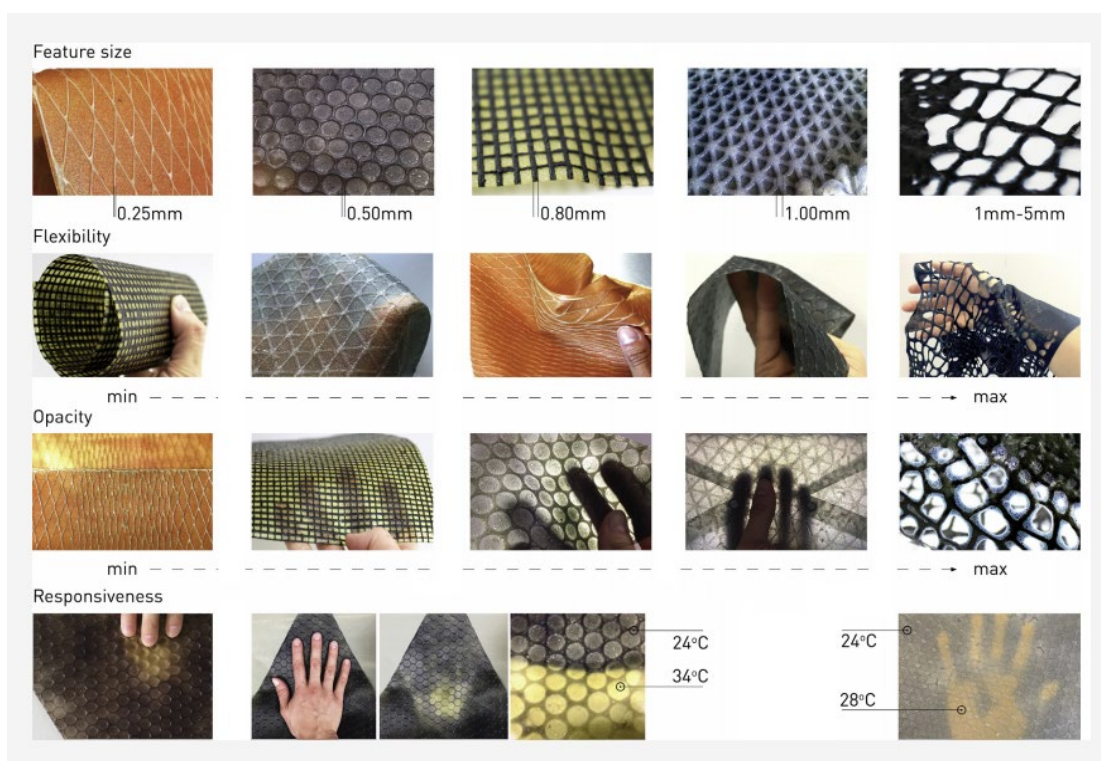 Feature size
0.25mm
0.50mm
0.80mm
1.00mm
1mm-5mm
Flexibility
min
max
Opacity
min
max
Responsiveness
24°C
34°C
24°C
28°C